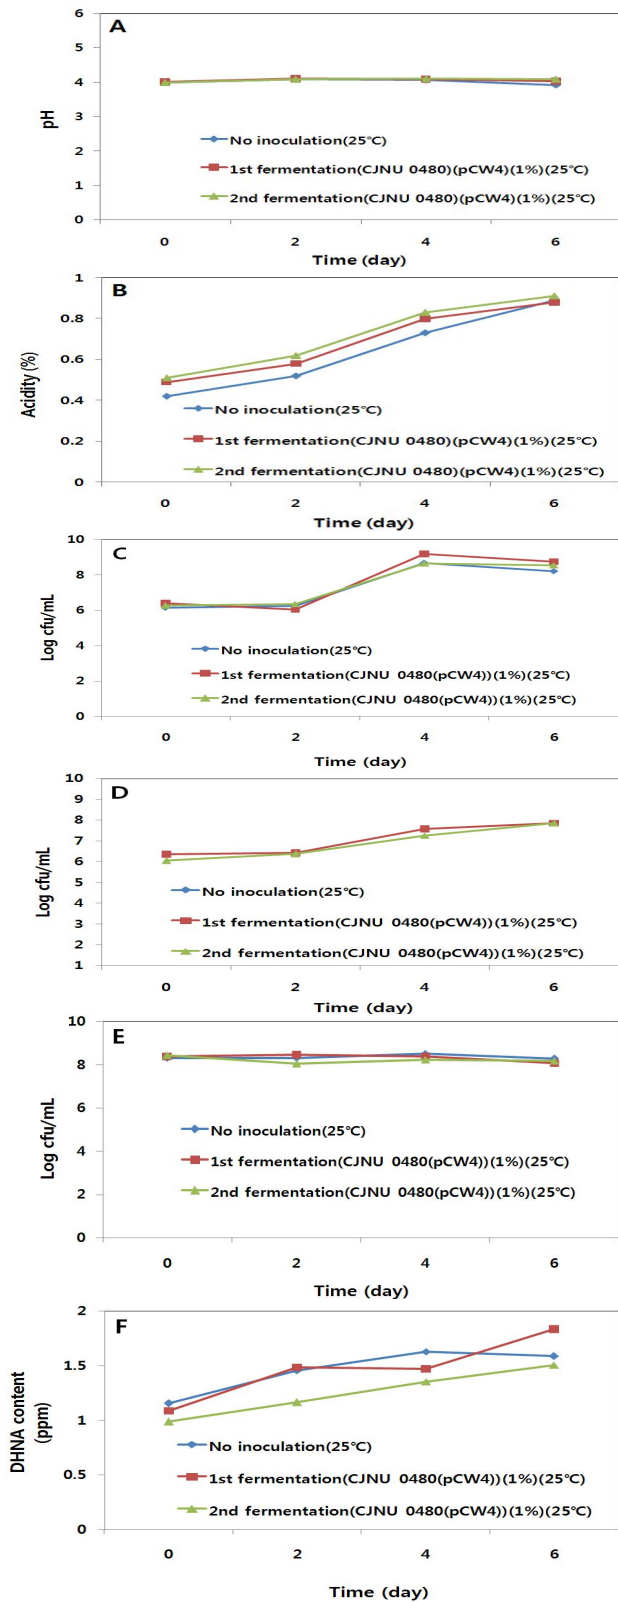 A
6
5
4
3
2
1
0
pH
No inoculation(25℃)
1st fermentation(CJNU 0480)(pCW4)(1%)(25℃)
2nd fermentation(CJNU 0480)(pCW4)(1%)(25℃)
0 2 4 6
Time (day)
B
1
0.8
0.6
0.4
0.2
0
Acidity (%)
No inoculation(25℃)
1st fermentation(CJNU 0480)(pCW4)(1%)(25℃)
2nd fermentation(CJNU 0480)(pCW4)(1%)(25℃)
0 2 4 6
Time (day)
C
10
8
6
4
2
0
Log cfu/mL
No inoculation(25℃)
1st fermentation(CJNU 0480(pCW4))(1%)(25℃)
2nd fermentation(CJNU 0480(pCW4))(1%)(25℃)
0 2 4 6
Time (day)
D
10
9
8
7
6
5
4
3
2
1
Log cfu/mL
No inoculation(25℃)
1st fermentation(CJNU 0480(pCW4))(1%)(25℃)
2nd fermentation(CJNU 0480(pCW4))(1%)(25℃)
0 2 4 6
Time (day)
E
10
8
6
4
2
0
Log cfu/mL
No inoculation(25℃)
1st fermentation(CJNU 0480(pCW4))(1%)(25℃)
2nd fermentation(CJNU 0480(pCW4))(1%)(25℃)
0 2 4 6
Time (day)
F
2
1.5
1
0.5
0
DHNA content
(ppm)
No inoculation(25℃)
1st fermentation(CJNU 0480(pCW4))(1%)(25℃)
2nd fermentation(CJNU 0480(pCW4))(1%)(25℃)
0 2 4 6
Time (day)